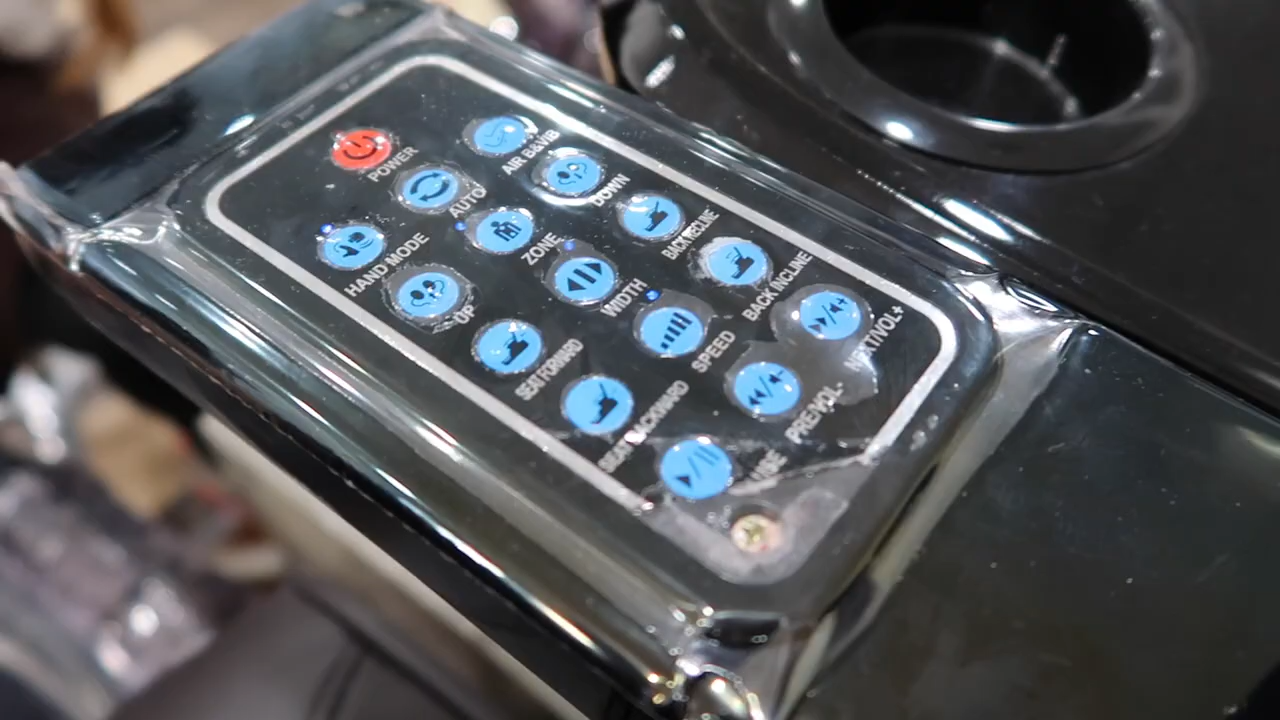 POWER
AIR B&VIB
AUTO
DOWN
HAND MODE
ZONE
BACK RECLINE
UP
WIDTH
BACK INCLINE
SEAT FORWARD
SPEED
NEXT/VOL+
SEAT BACKWARD
PRE/VOL-